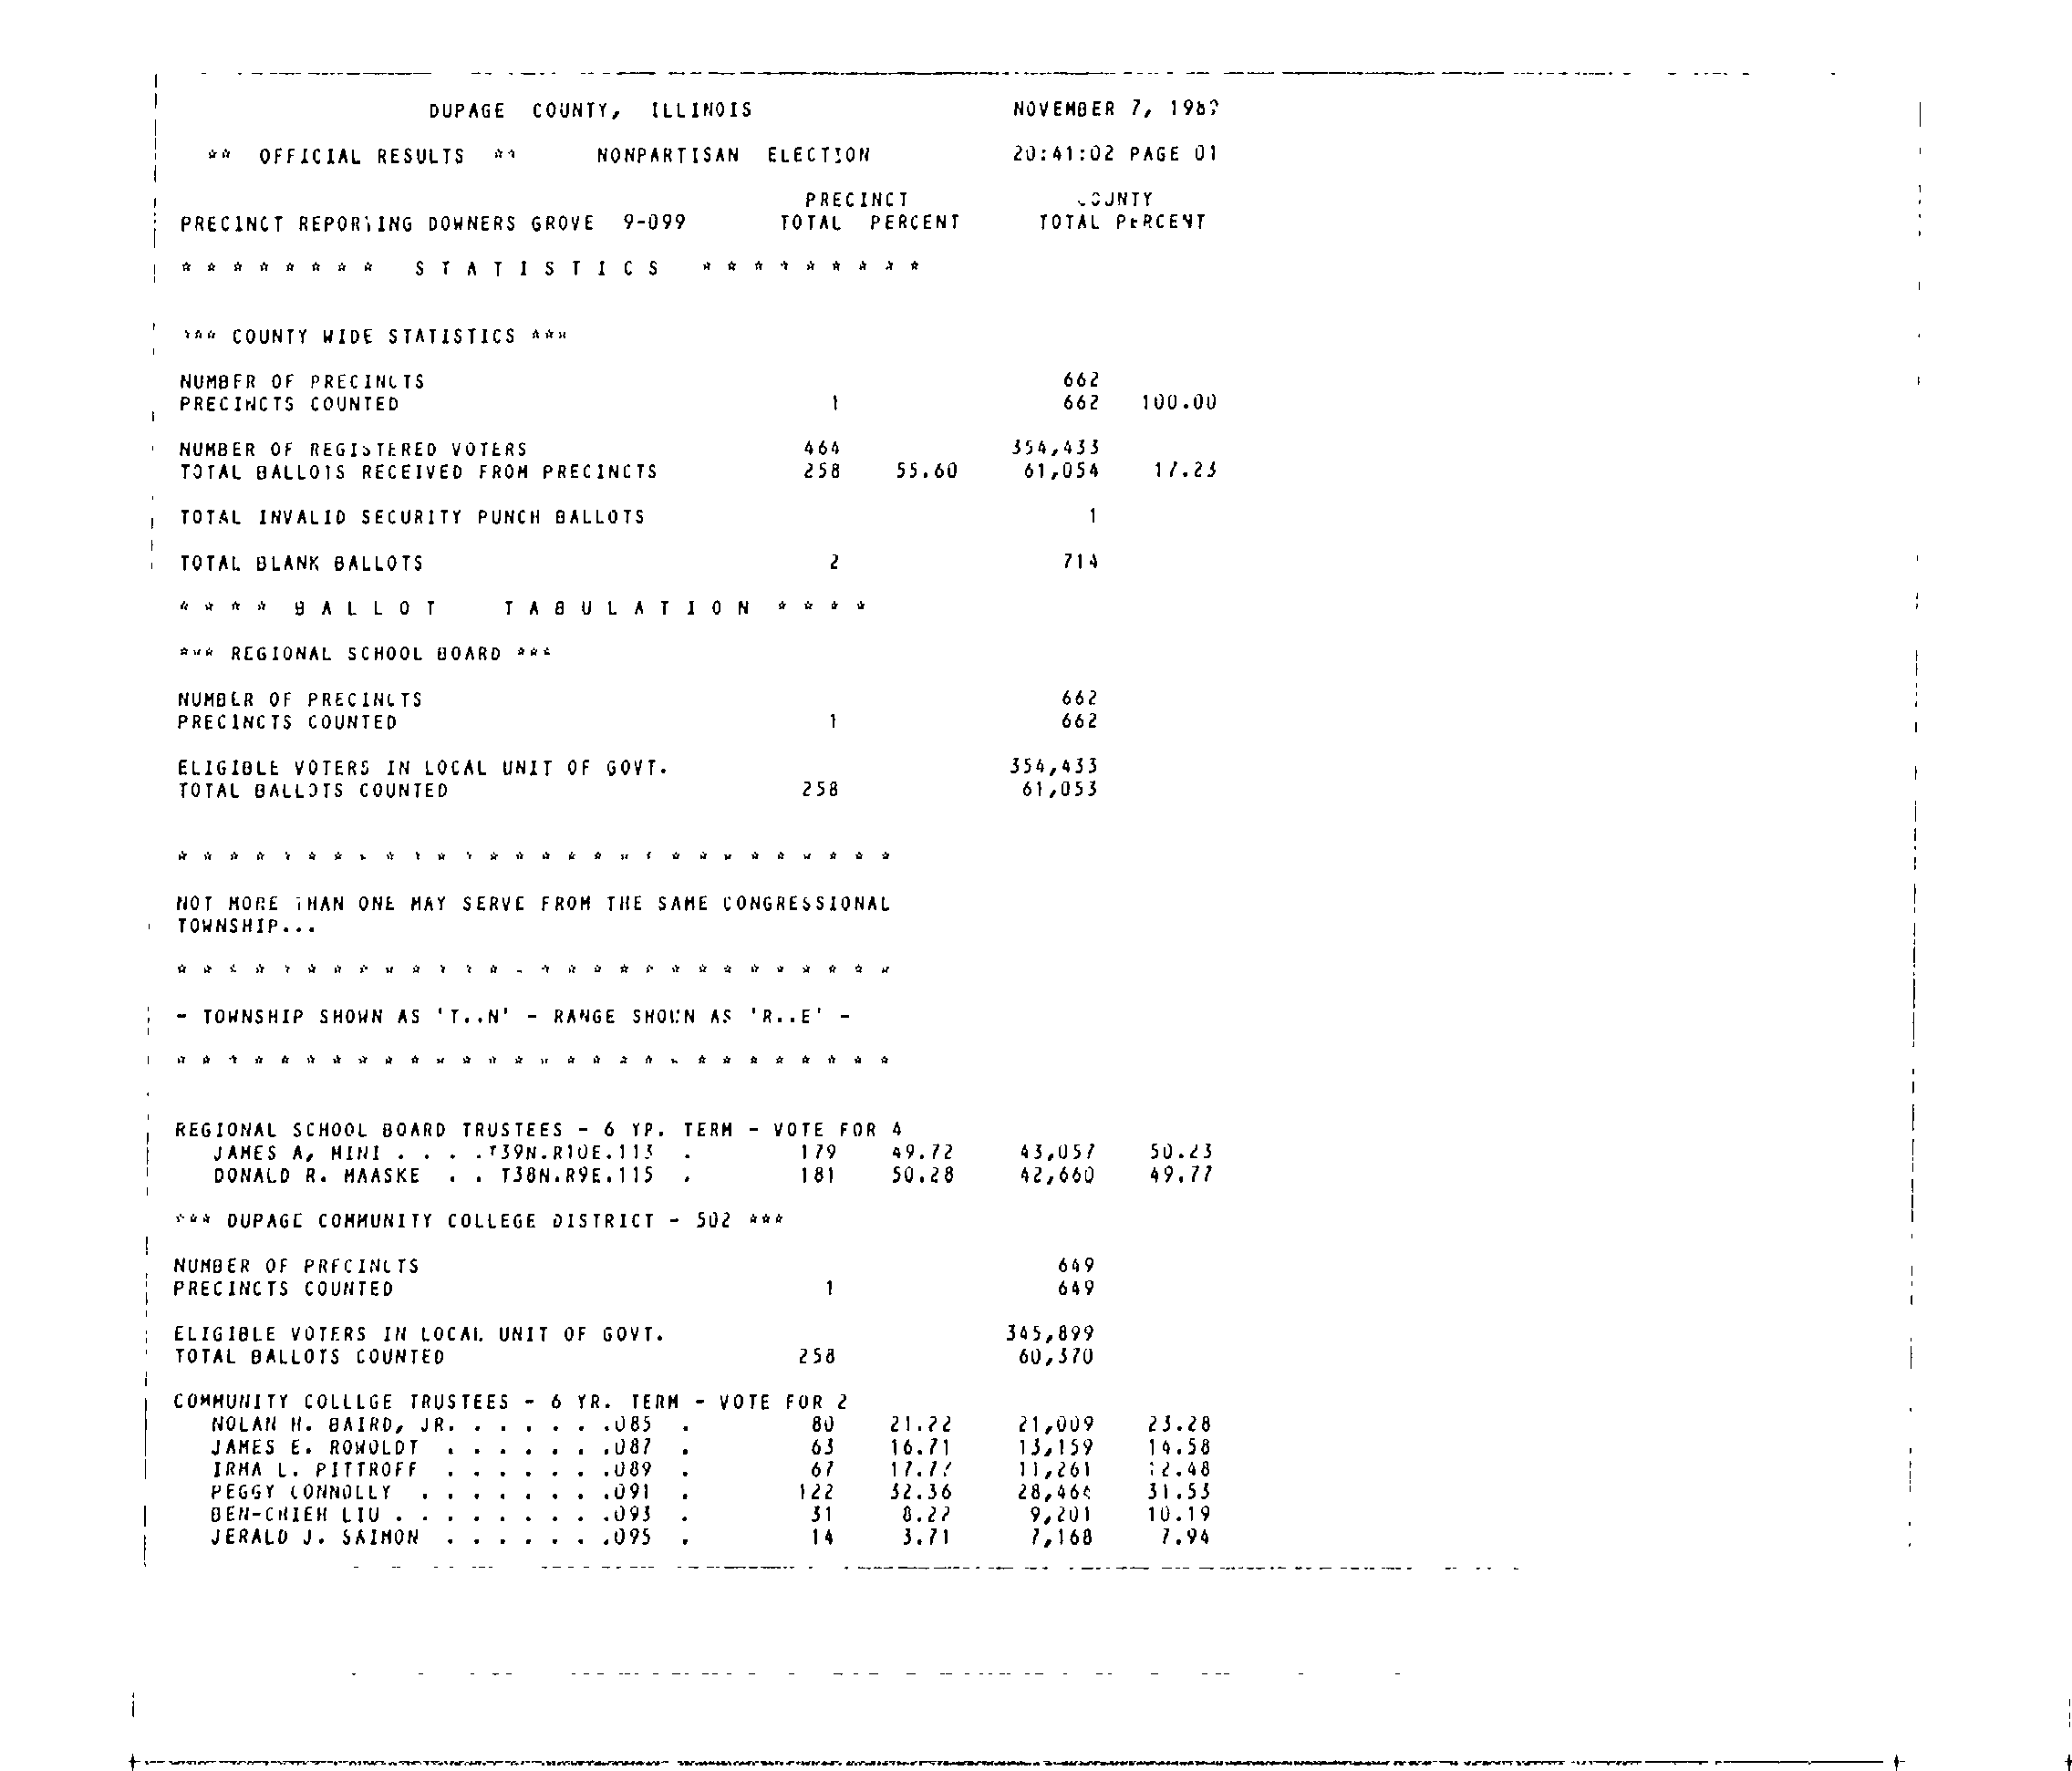 DUPAGE COUNTY, ILLINOIS NOVEMBER 7,
** OFFICIAL RESULTS ** NONPARTISAN ELECTION 20:41:02 PAGE 01
PRECINCT COUNTY
PRECINCT REPORTING DOWNERS GROVE 9-099 TOTAL PERCENT TOTAL PERCENT
* * * * * * * * S T A T I S T I C S * * * * * * * * *
*** COUNTY WIDE STATISTICS ***
NUMBER OF PRECINCTS 662
PRECINCTS COUNTED 1 662 100.00
NUMBER OF REGISTERED VOTERS 464 354,433
TOTAL BALLOTS RECEIVED FROM PRECINCTS 258 55.60 61,054 17.23
TOTAL INVALID SECURITY PUNCH BALLOTS 1
TOTAL BLANK BALLOTS 2 714
* * * * B A L L O T T A B U L A T I O N * * * *
*** REGIONAL SCHOOL BOARD ***
NUMBER OF PRECINCTS 662
PRECINCTS COUNTED 1 662
ELIGIBLE VOTERS IN LOCAL UNIT OF GOVT. 354,433
TOTAL BALLOTS COUNTED 258 61,053
* * * * * * * * * * * * * * * * * * * * * * * * * * * *
NOT MORE THAN ONE MAY SERVE FROM THE SAME CONGRESSIONAL
TOWNSHIP...
* * * * * * * * * * * * * * * * * * * * * * * * * * * *
- TOWNSHIP SHOWN AS 'T..N' - RANGE SHOWN AS 'R..E' -
* * * * * * * * * * * * * * * * * * * * * * * * * * * *
REGIONAL SCHOOL BOARD TRUSTEES - 6 YR. TERM - VOTE FOR 4
JAMES A, MINI . . . .T39N.R10E.113 . 179 49.72 43,057 50.23
DONALD R. MAASKE . . T38N.R9E.115 . 181 50.28 42,660 49.77
*** DUPAGE COMMUNITY COLLEGE DISTRICT - 502 ***
NUMBER OF PRECINCTS 649
PRECINCTS COUNTED 1 649
ELIGIBLE VOTERS IN LOCAL UNIT OF GOVT. 345,899
TOTAL BALLOTS COUNTED 258 60,370
COMMUNITY COLLEGE TRUSTEES - 6 YR. TERM - VOTE FOR 2
NOLAN H. BAIRD, JR. . . . . . .085 . 80 21.22 21,009 23.28
JAMES E. ROWOLDT . . . . . . .087 . 63 16.71 13,159 14.58
IRMA L. PITTROFF . . . . . . .089 . 67 17.77 11,261 12.48
PEGGY CONNOLLY . . . . . . . .091 . 122 32.36 31.53
BEN-CHIEH LIU . . . . . . . . .093 . 31 8.22 9,201 10.19
JERALD J. SAIMON . . . . . . .095 . 14 3.71 7,168 7.94